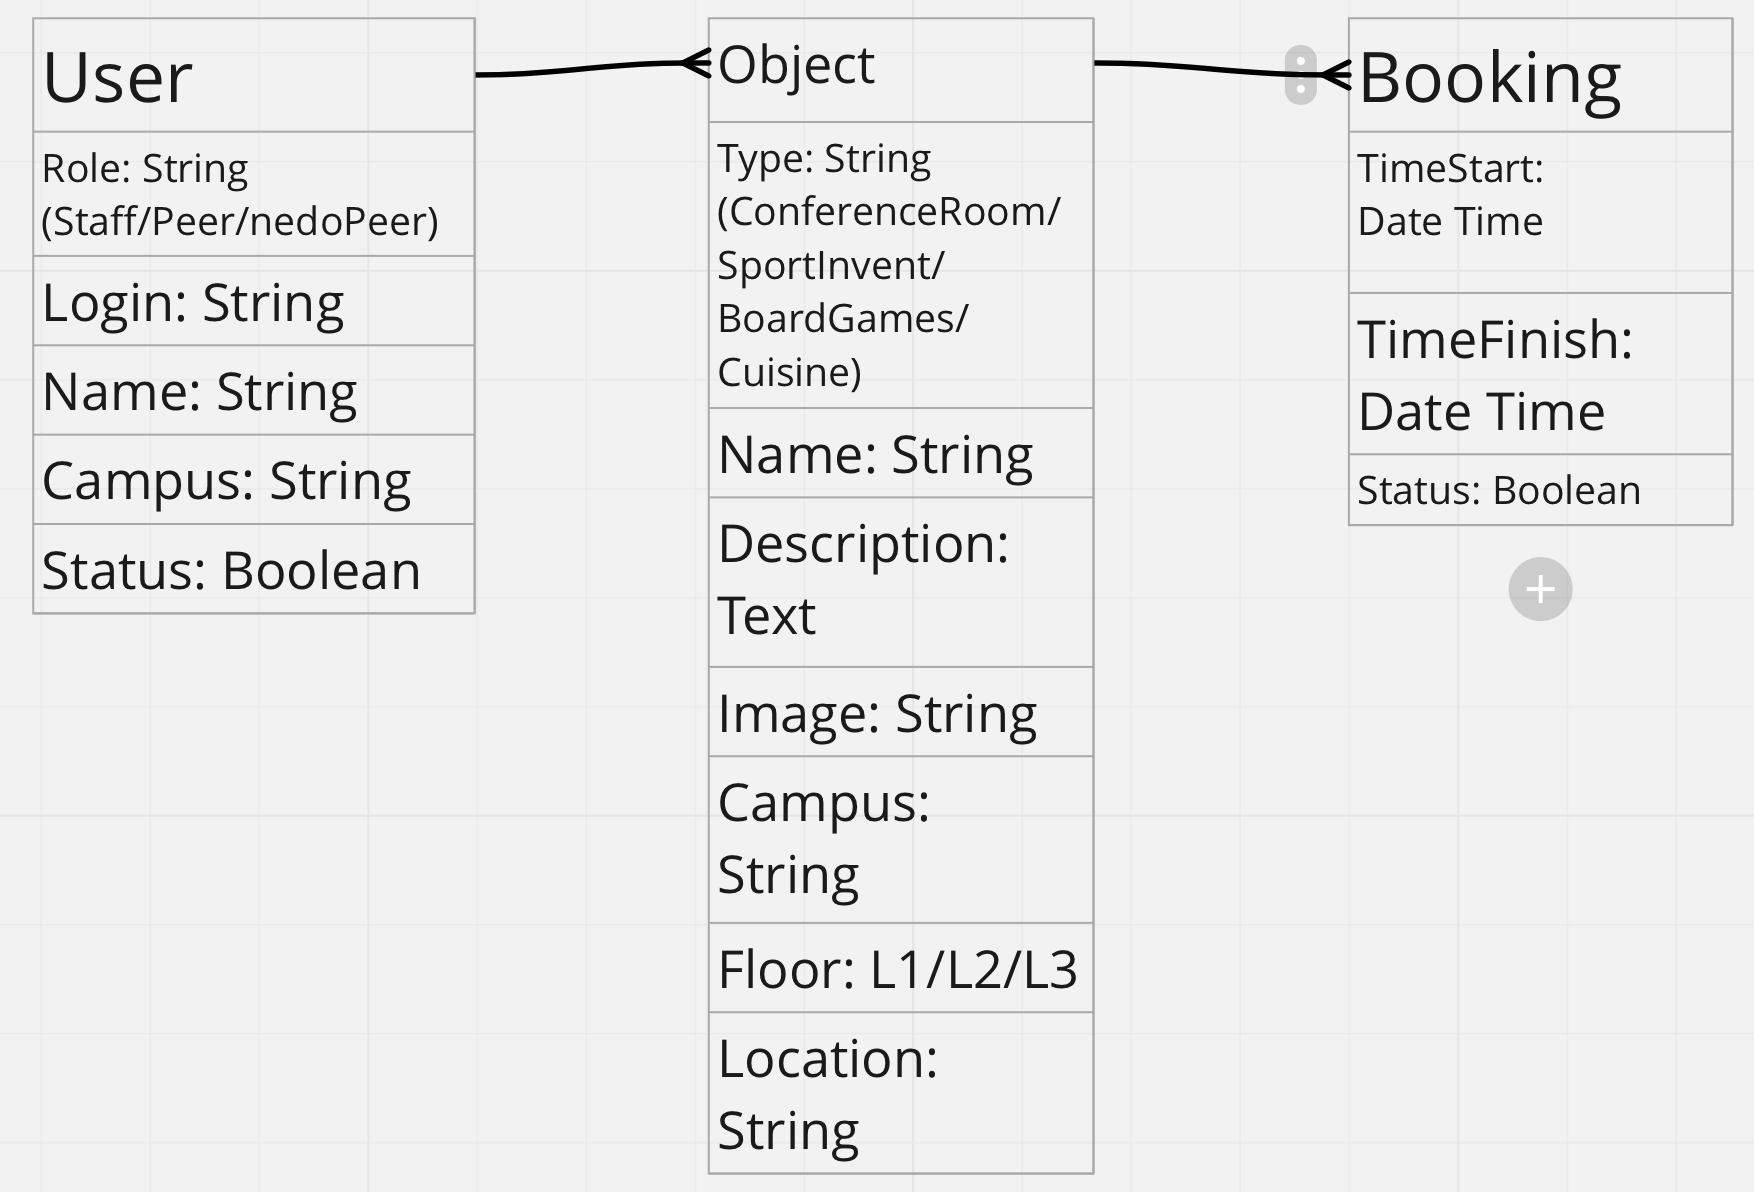 User
Role: String
(Staff/Peer/nedoPeer)
Login: String
Name: String
Campus: String
Status: Boolean
Object
Type: String
(ConferenceRoom/
SportInvent/
BoardGames/
Cuisine)
Name: String
Description:
Text
Image: String
Campus:
String
Floor: L1/L2/L3
Location:
String
Booking
TimeStart:
Date Time
TimeFinish:
Date Time
Status: Boolean